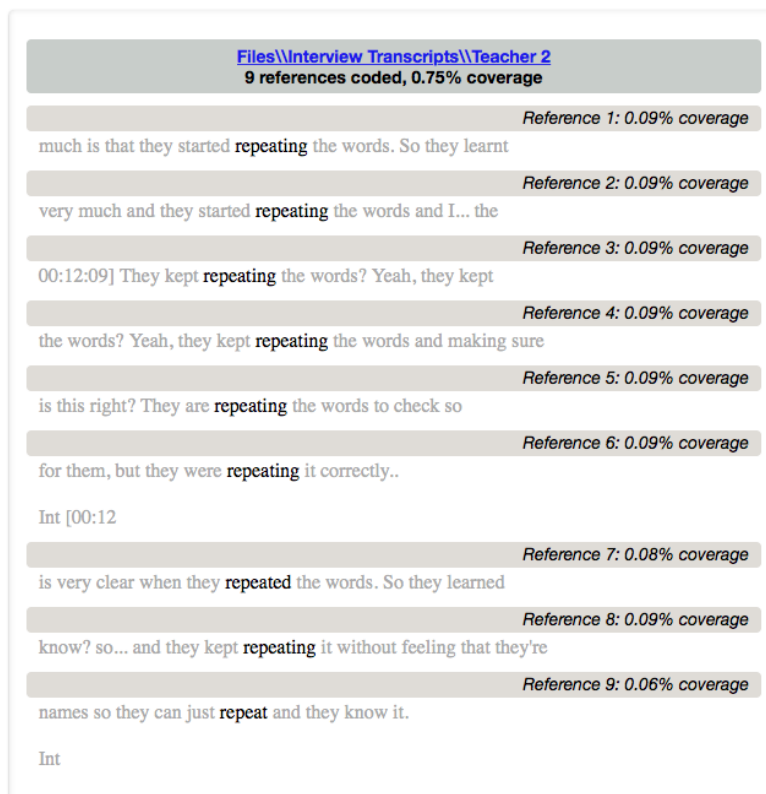 Files\\Interview Transcripts\\Teacher 2
9 references coded, 0.75% coverage
Reference 1: 0.09% coverage
much is that they started repeating the words. So they learnt
Reference 2: 0.09% coverage
very much and they started repeating the words and I... the
Reference 3: 0.09% coverage
00:12:09] They kept repeating the words? Yeah, they kept
Reference 4: 0.09% coverage
the words? Yeah, they kept repeating the words and making sure
Reference 5: 0.09% coverage
is this right? They are repeating the words to check so
Reference 6: 0.09% coverage
for them, but they were repeating it correctly..
Int [00:12
Reference 7: 0.08% coverage
is very clear when they repeated the words. So they learned
Reference 8: 0.09% coverage
know? so... and they kept repeating it without feeling that they're
Reference 9: 0.06% coverage
names so they can just repeat and they know it.
Int